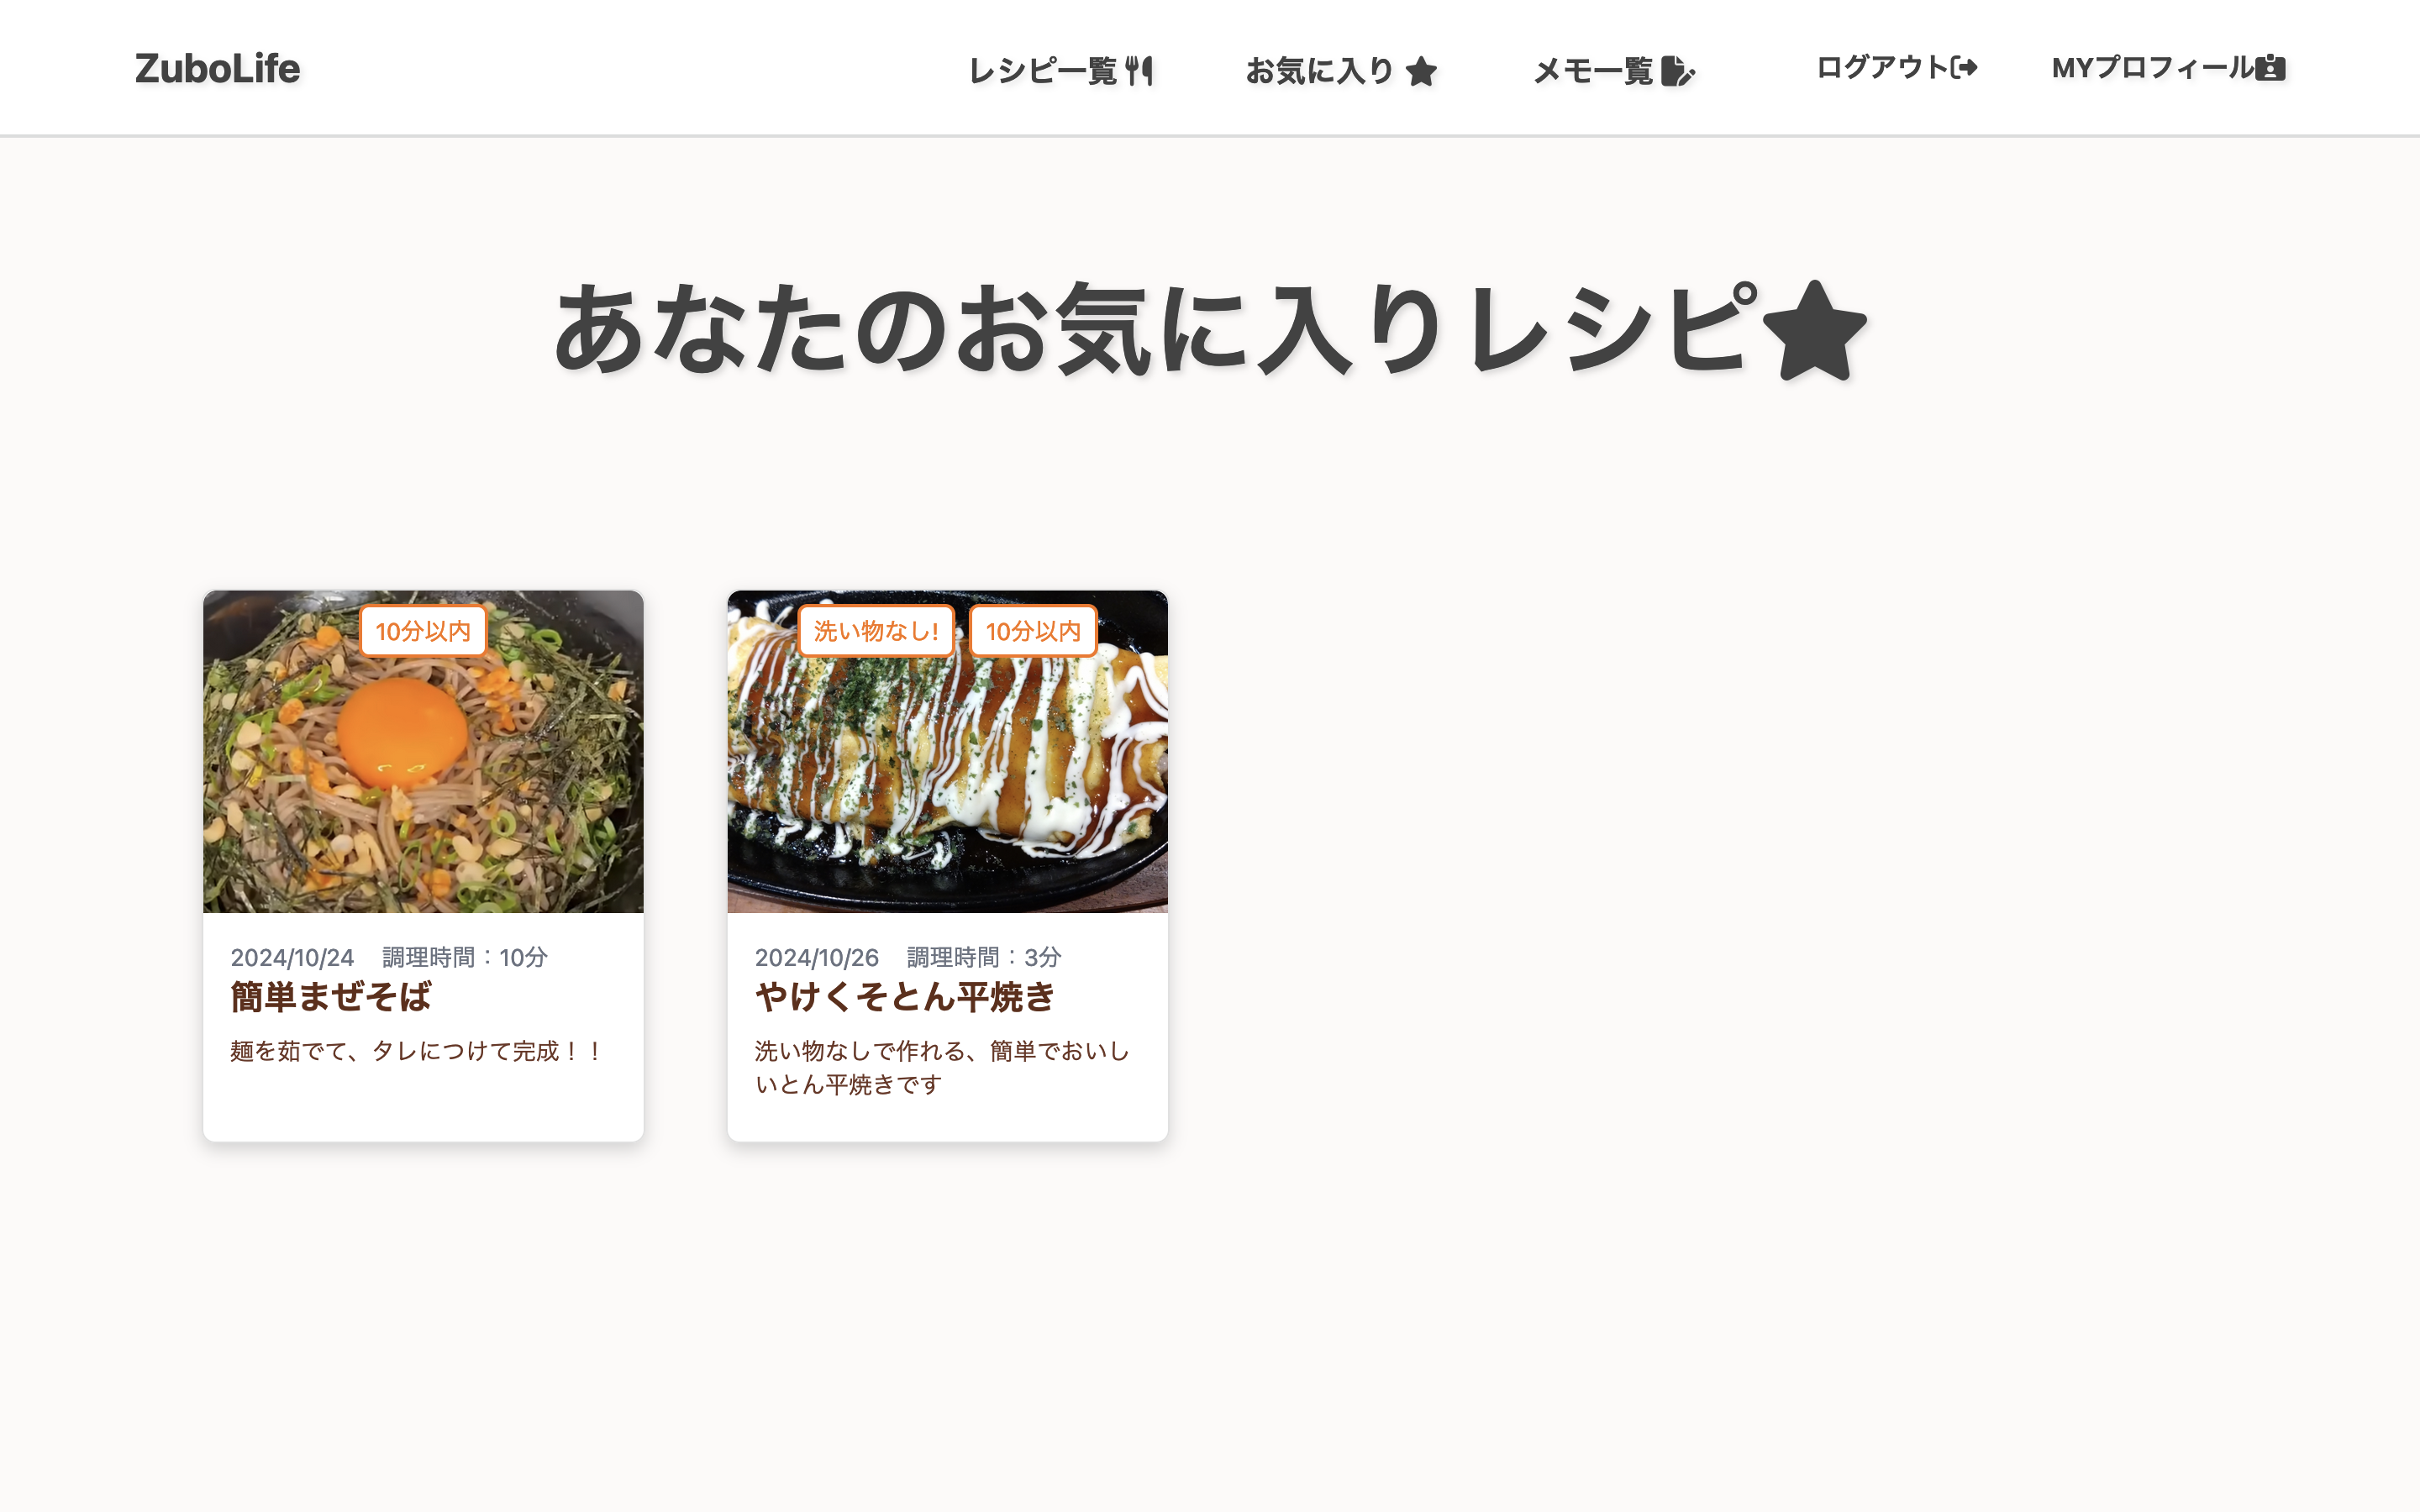 ZuboLife
レシピ一覧
お気に入り
メモ一覧
ログアウト
MYプロフィール
あなたのお気に入りレシピ
10分以内
2024/10/24 調理時間：10分
簡単まぜそば
麺を茹でて、タレにつけて完成！！
洗い物なし!
10分以内
2024/10/26 調理時間：3分
やけくそとん平焼き
洗い物なしで作れる、簡単でおいし
いとん平焼きです